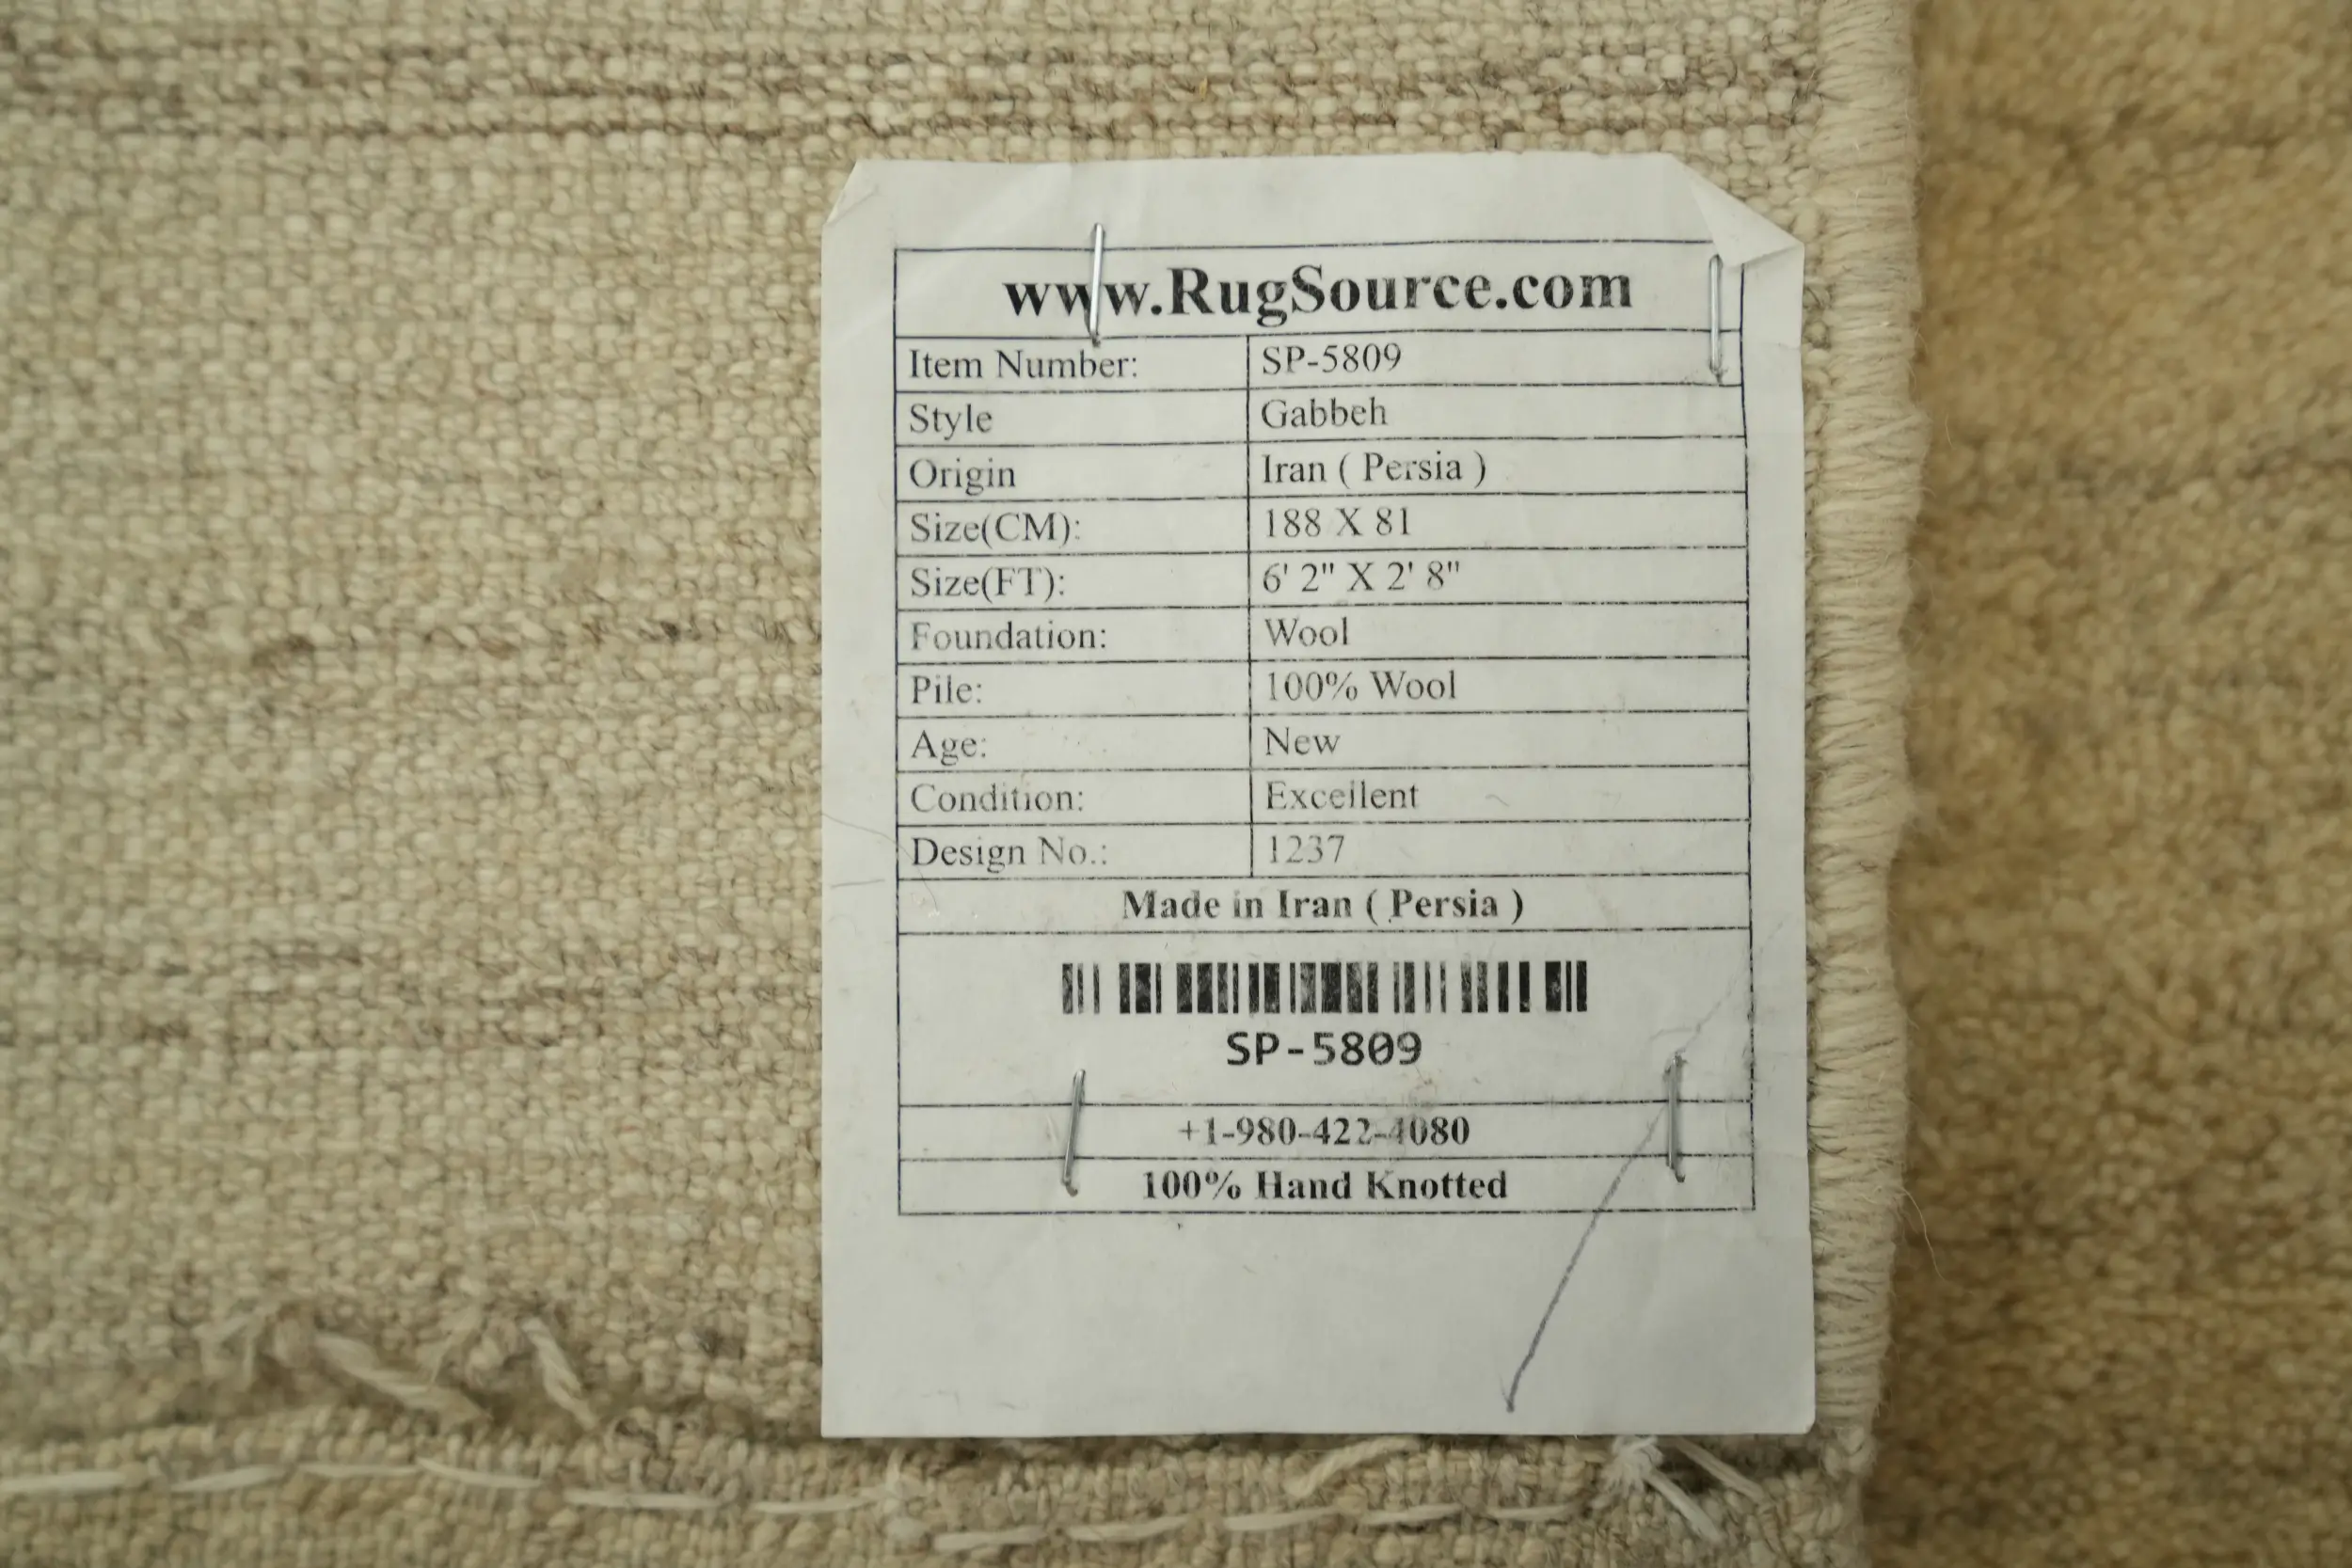 www.RugSource.com
Item Number: SP-5809
Style Gabbeh
Origin Iran ( Persia )
Size(CM): 188 X 81
Size(FT): 6' 2" X 2' 8"
Foundation: Wool
Pile: 100% Wool
Age: New
Condition: Excellent
Design No.: 1237
Made in Iran ( Persia )
SP-5809
+1-980-422-4080
100% Hand Knotted